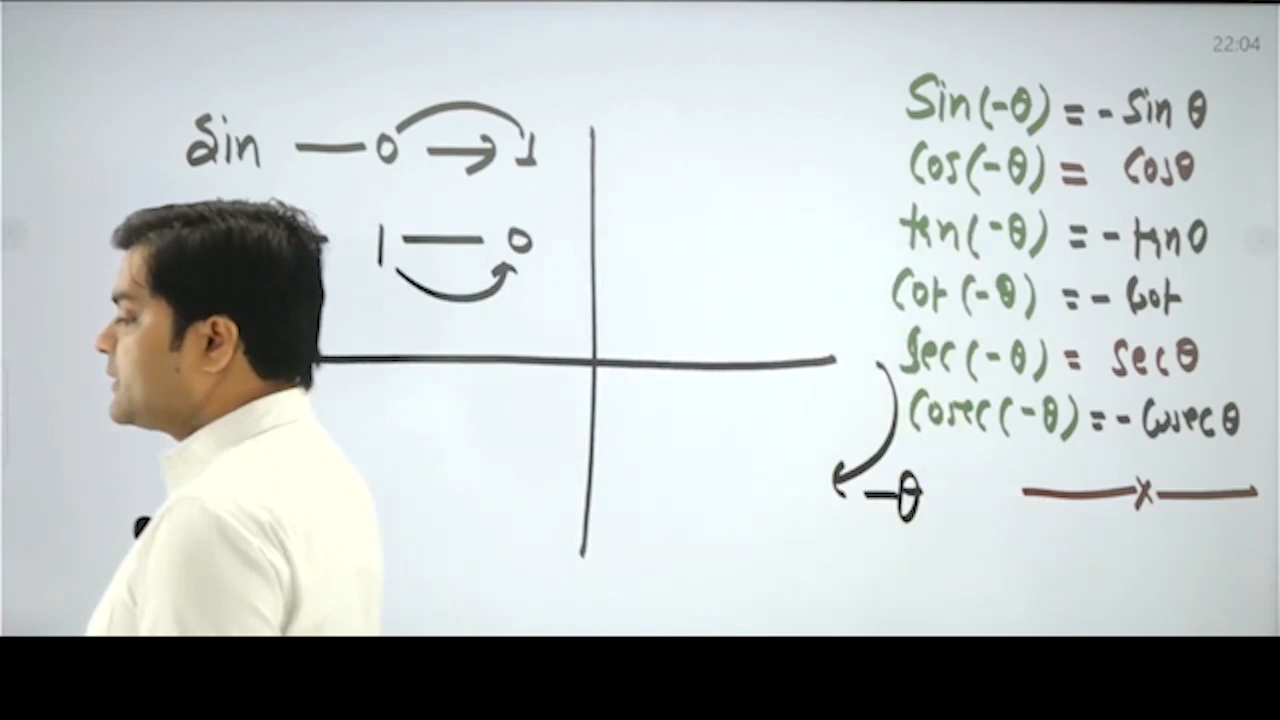 22:04
Sin — 0 → 1
1 — 0
Sin(-θ) = - Sin θ
Cos(-θ) = Cosθ
tan(-θ) = - tanθ
Cot(-θ) = - Cot
Sec(-θ) = Secθ
Cosec(-θ) = - Cosecθ
-θ
—x—